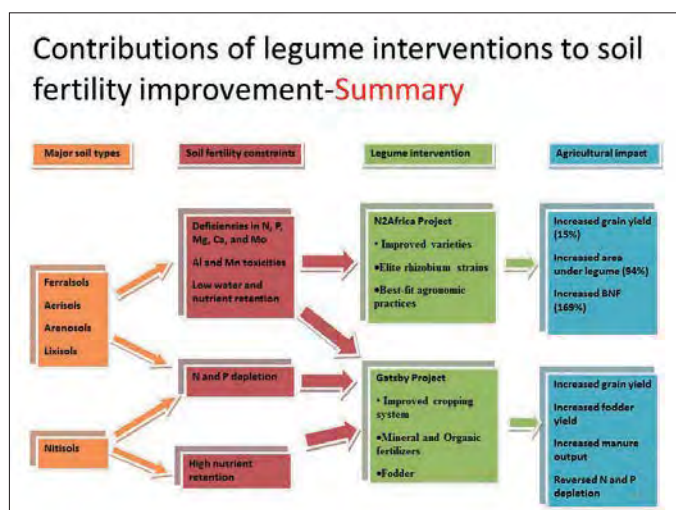 Contributions of legume interventions to soil
fertility improvement-Summary
Major soil types
Soil fertility constraints
Legume intervention
Agricultural impact
Ferralsols
Acrisols
Arenosols
Lixisols
Nitisols
Deficiencies in N, P,
Mg, Ca, and Mo
Al and Mn toxicities
Low water and
nutrient retention
N and P depletion
High nutrient
retention
N2Africa Project
• Improved varieties
•Elite rhizobium strains
•Best-fit agronomic
practices
Gatsby Project
• Improved cropping
system
•Mineral and Organic
fertilizers
•Fodder
Increased grain yield
(15%)
Increased area
under legume (94%)
Increased BNF
(169%)
Increased grain yield
Increased fodder
yield
Increased manure
output
Reversed N and P
depletion